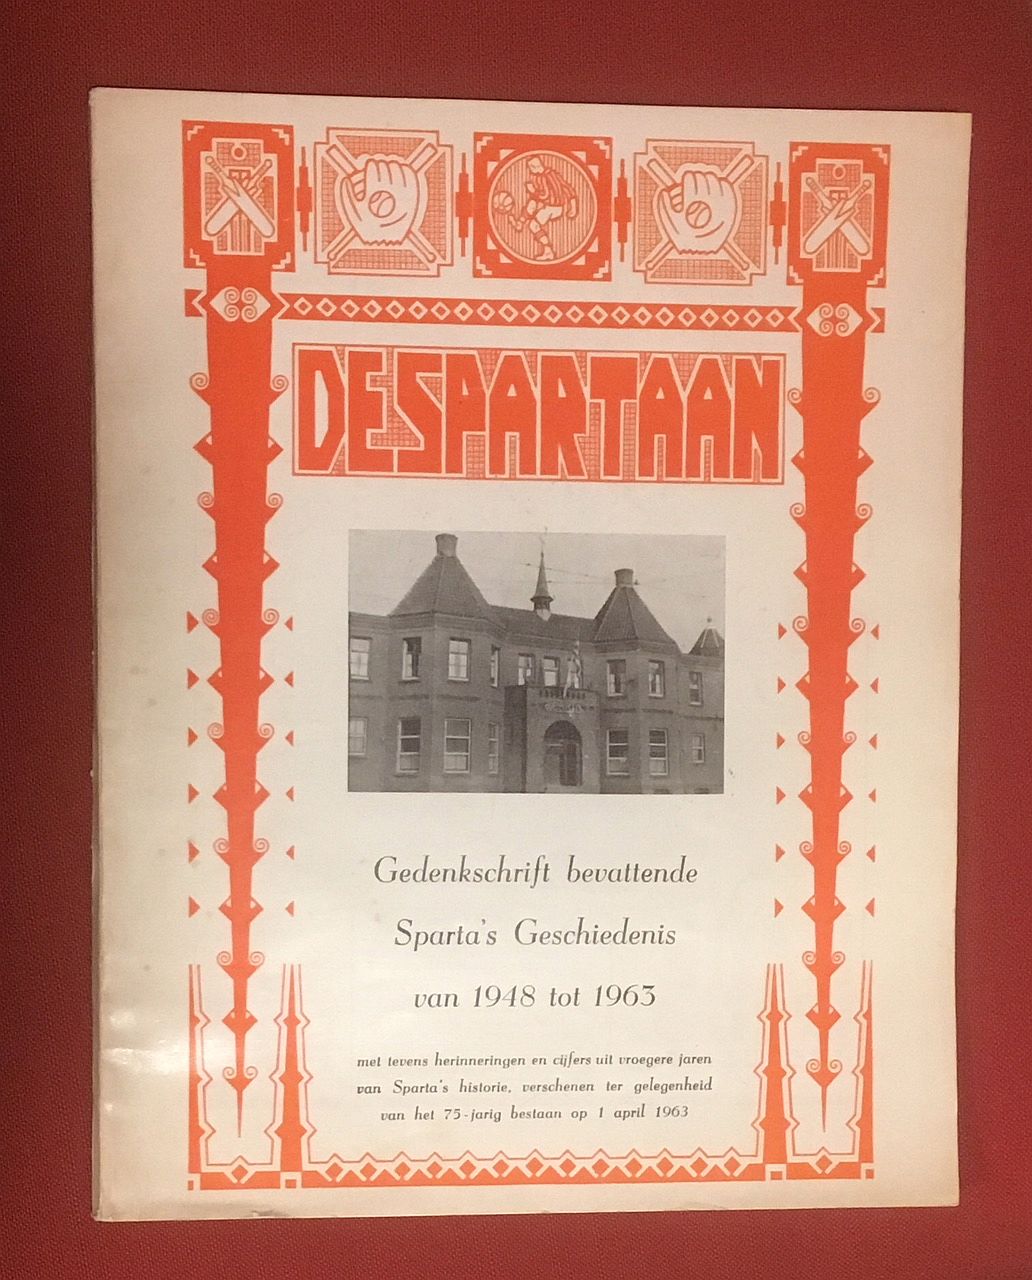 DE SPARTAAN
Gedenkschrift bevattende
Sparta's Geschiedenis
van 1948 tot 1963
met tevens herinneringen en cijfers uit vroegere jaren
van Sparta's historie, verschenen ter gelegenheid
van het 75-jarig bestaan op 1 april 1963